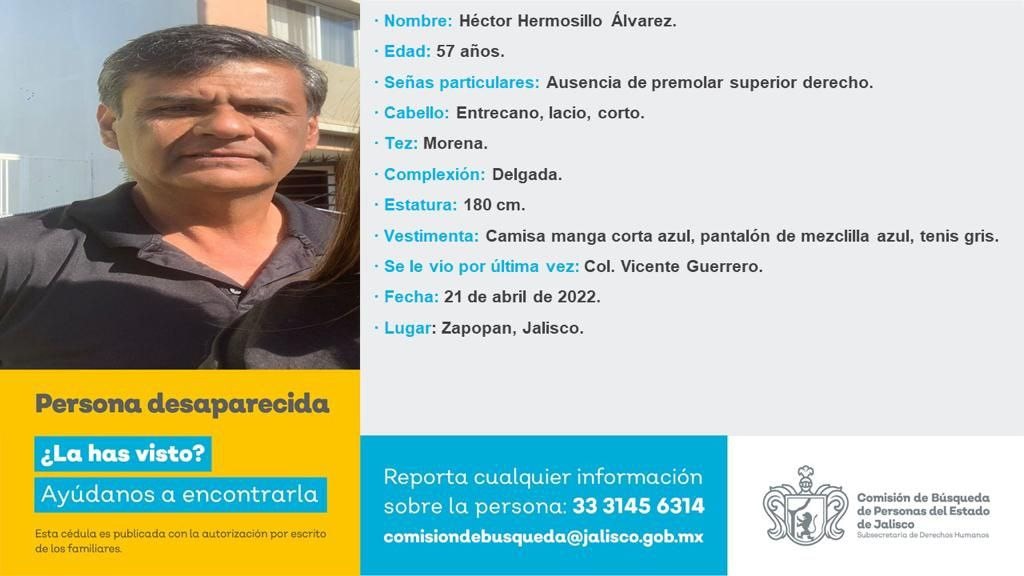 · Nombre: Héctor Hermosillo Álvarez.
· Edad: 57 años.
· Señas particulares: Ausencia de premolar superior derecho.
· Cabello: Entrecano, lacio, corto.
· Tez: Morena.
· Complexión: Delgada.
· Estatura: 180 cm.
· Vestimenta: Camisa manga corta azul, pantalón de mezclilla azul, tenis gris.
· Se le vio por última vez: Col. Vicente Guerrero.
· Fecha: 21 de abril de 2022.
· Lugar: Zapopan, Jalisco.
Persona desaparecida
¿La has visto?
Ayúdanos a encontrarla
Esta cédula es publicada con la autorización por escrito
de los familiares.
Reporta cualquier información
sobre la persona: 33 3145 6314
comisiondebusqueda@jalisco.gob.mx
Comisión de Búsqueda
de Personas del Estado
de Jalisco
Subsecretaría de Derechos Humanos